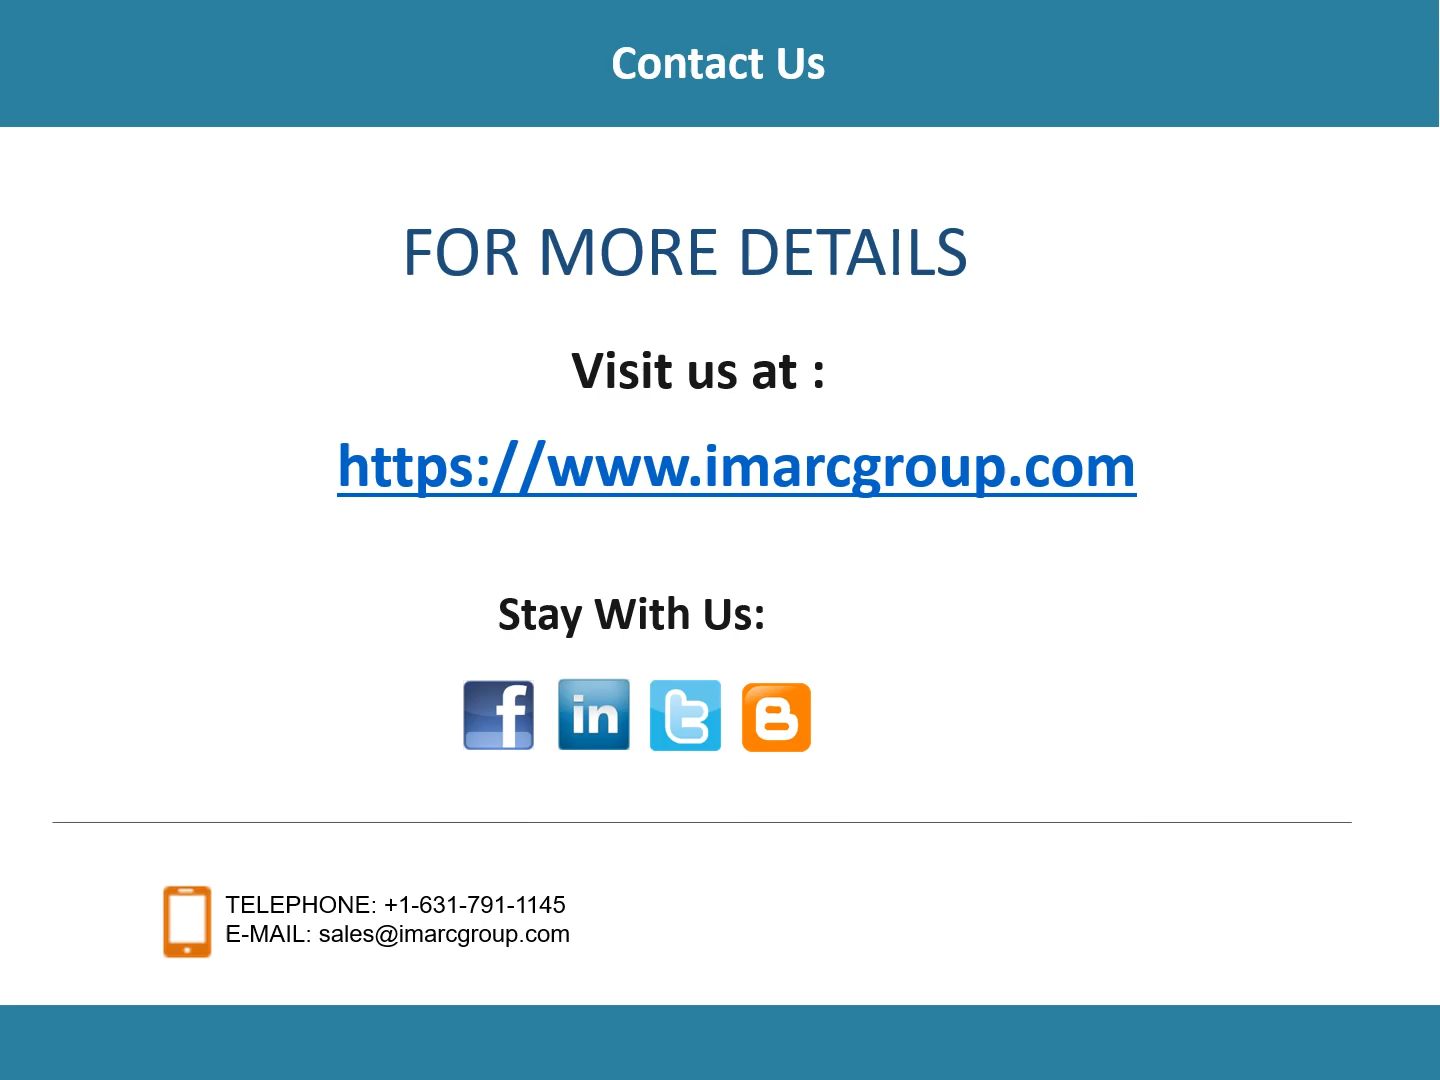 Contact Us
FOR MORE DETAILS
Visit us at :
https://www.imarcgroup.com
Stay With Us:
f in t B
TELEPHONE: +1-631-791-1145
E-MAIL: sales@imarcgroup.com